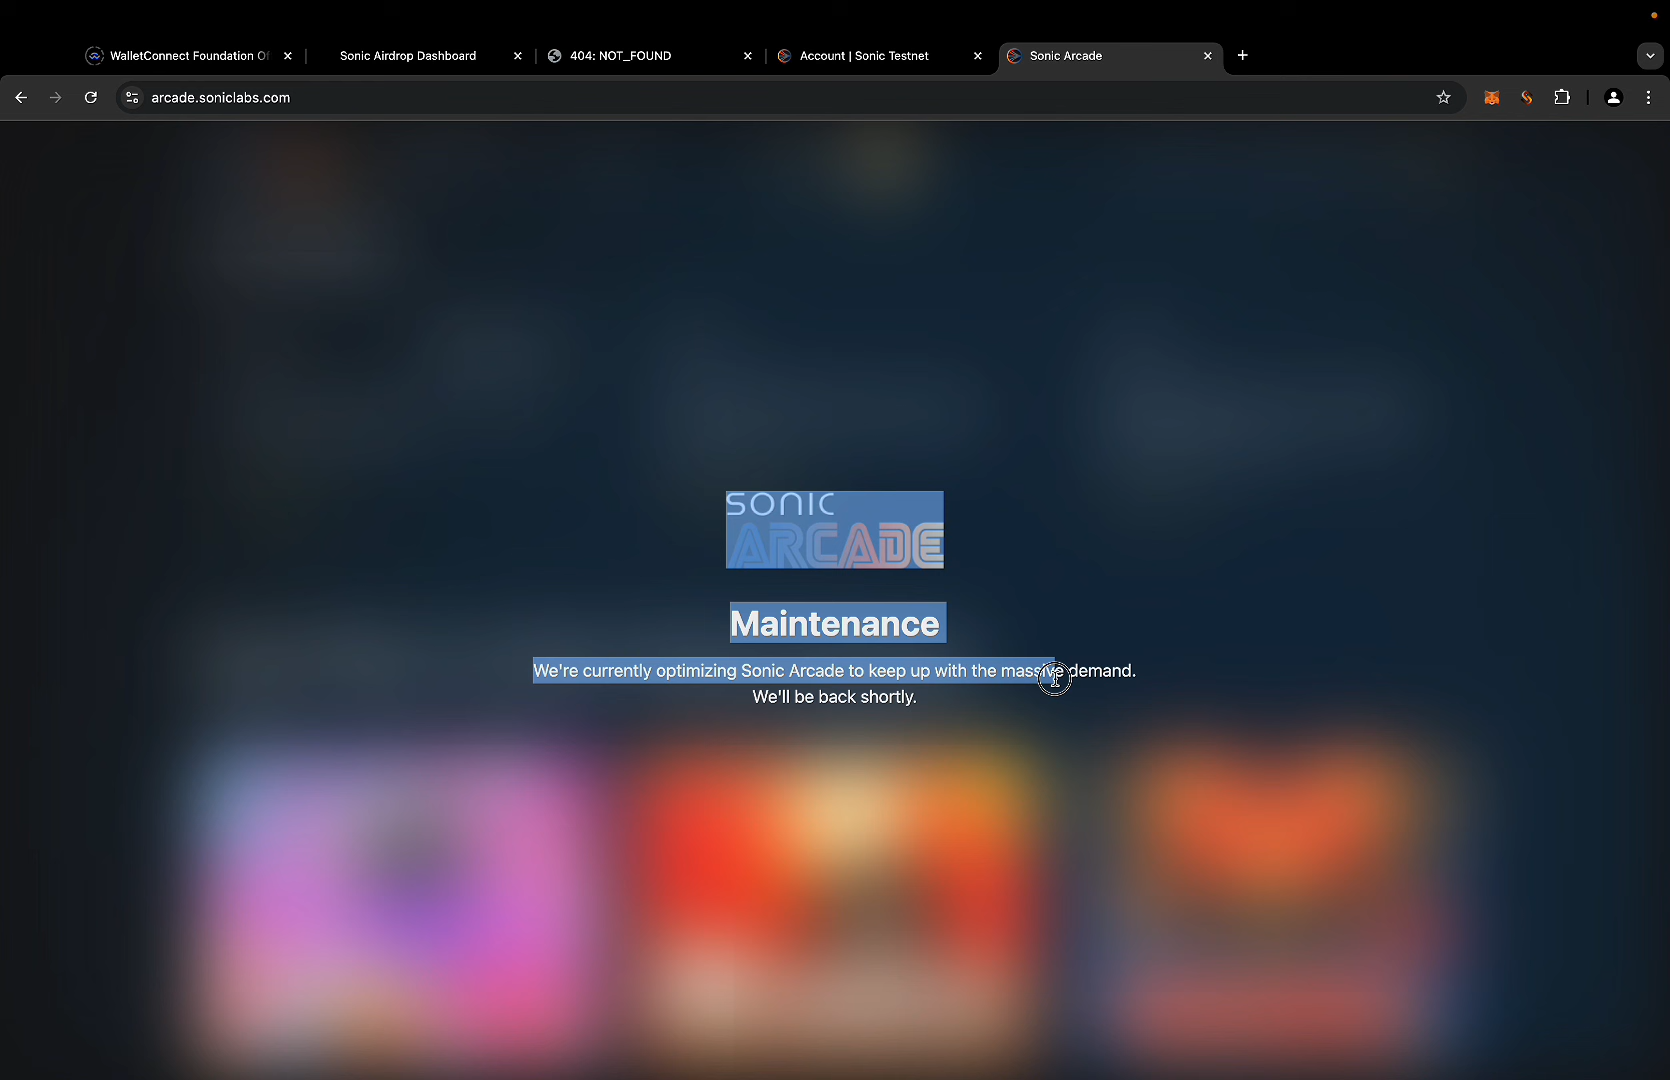 WalletConnect Foundation Of
Sonic Airdrop Dashboard
404: NOT_FOUND
Account | Sonic Testnet
Sonic Arcade
arcade.soniclabs.com
SONIC
ARCADE
Maintenance
We're currently optimizing Sonic Arcade to keep up with the massive demand.
We'll be back shortly.